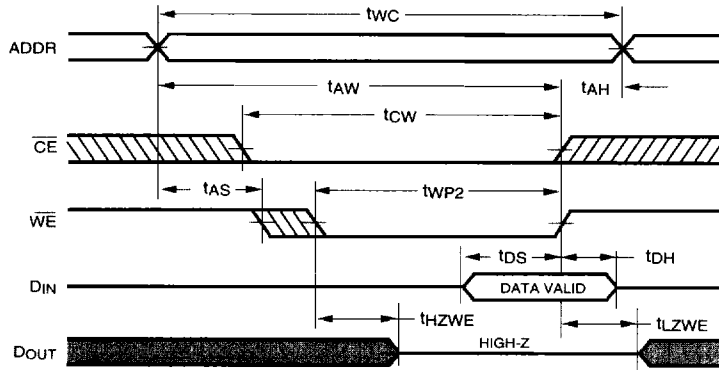 tWC
ADDR
tAW
tAH
tCW
CE
tAS
tWP2
WE
tDS
tDH
DIN
DATA VALID
tHZWE
tLZWE
DOUT
HIGH-Z